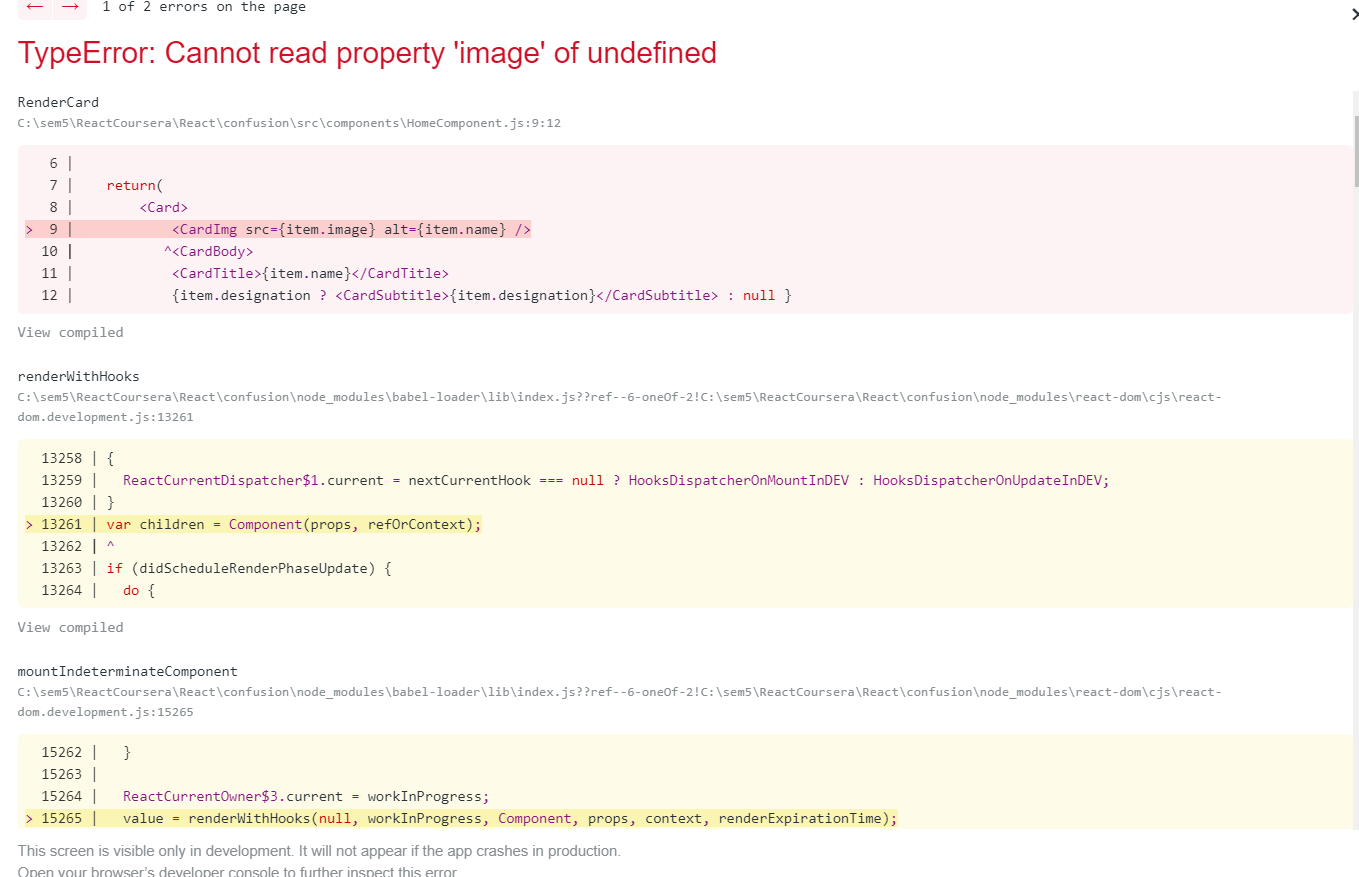 ← → 1 of 2 errors on the page
TypeError: Cannot read property 'image' of undefined
RenderCard
C:\sem5\ReactCoursera\React\confusion\src\components\HomeComponent.js:9:12
6 |
7 |     return(
8 |         <Card>
> 9 |             <CardImg src={item.image} alt={item.name} />
10 |            ^<CardBody>
11 |             <CardTitle>{item.name}</CardTitle>
12 |             {item.designation ? <CardSubtitle>{item.designation}</CardSubtitle> : null }
View compiled
renderWithHooks
C:\sem5\ReactCoursera\React\confusion\node_modules\babel-loader\lib\index.js??ref--6-oneOf-2!C:\sem5\ReactCoursera\React\confusion\node_modules\react-dom\cjs\react-
dom.development.js:13261
13258 | {
13259 |   ReactCurrentDispatcher$1.current = nextCurrentHook === null ? HooksDispatcherOnMountInDEV : HooksDispatcherOnUpdateInDEV;
13260 | }
> 13261 | var children = Component(props, refOrContext);
13262 | ^
13263 | if (didScheduleRenderPhaseUpdate) {
13264 |   do {
View compiled
mountIndeterminateComponent
C:\sem5\ReactCoursera\React\confusion\node_modules\babel-loader\lib\index.js??ref--6-oneOf-2!C:\sem5\ReactCoursera\React\confusion\node_modules\react-dom\cjs\react-
dom.development.js:15265
15262 |   }
15263 |
15264 |   ReactCurrentOwner$3.current = workInProgress;
> 15265 |   value = renderWithHooks(null, workInProgress, Component, props, context, renderExpirationTime);
This screen is visible only in development. It will not appear if the app crashes in production.
Open your browser's developer console to further inspect this error